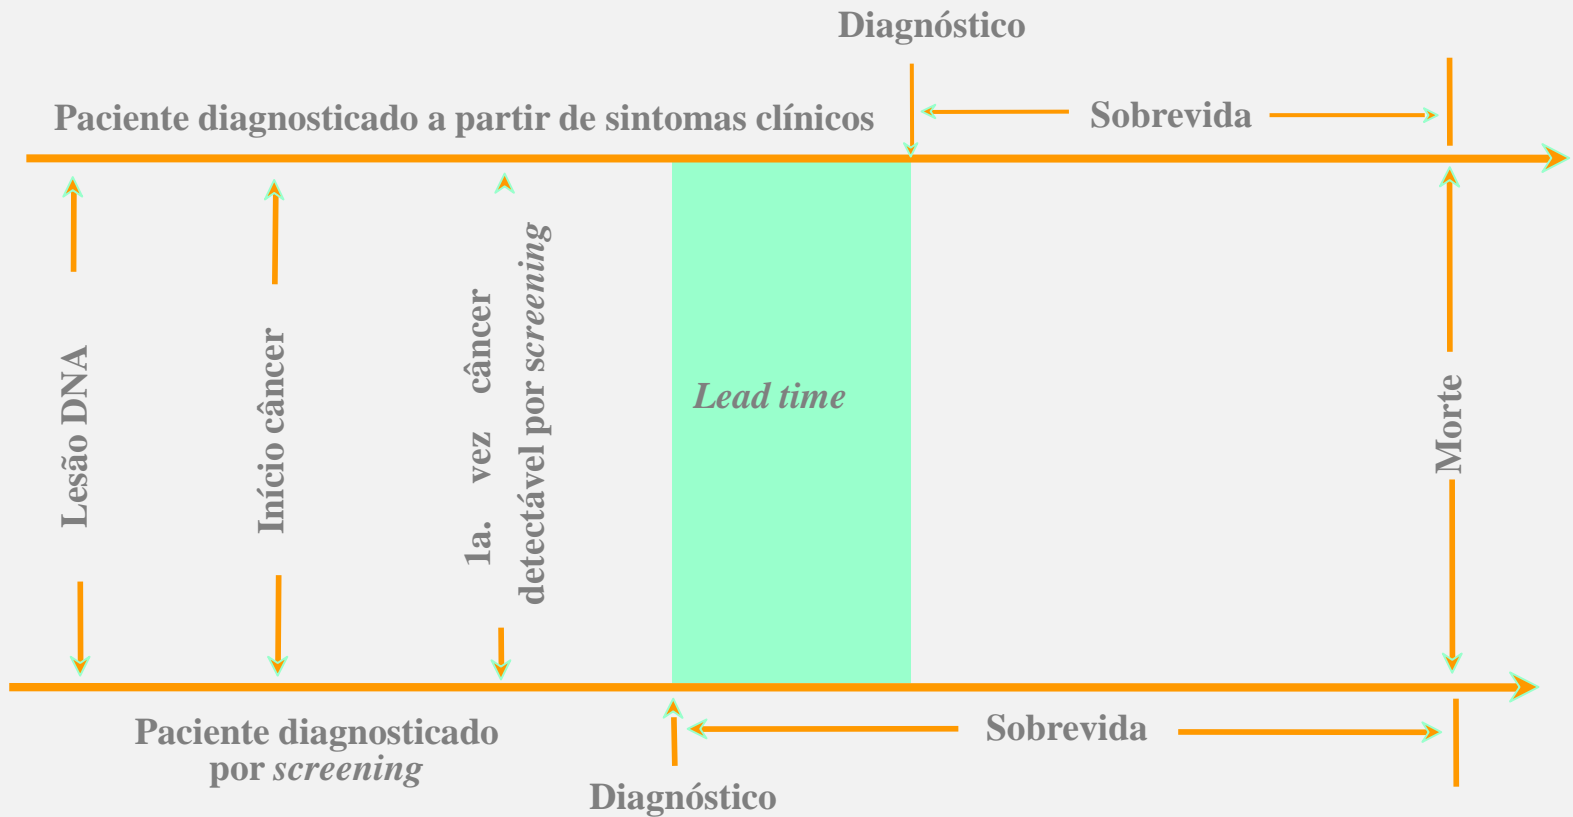 Diagnóstico
Paciente diagnosticado a partir de sintomas clínicos
Sobrevida
Lesão DNA
Início câncer
1a. vez câncer
detectável por screening
Lead time
Morte
Paciente diagnosticado
por screening
Sobrevida
Diagnóstico